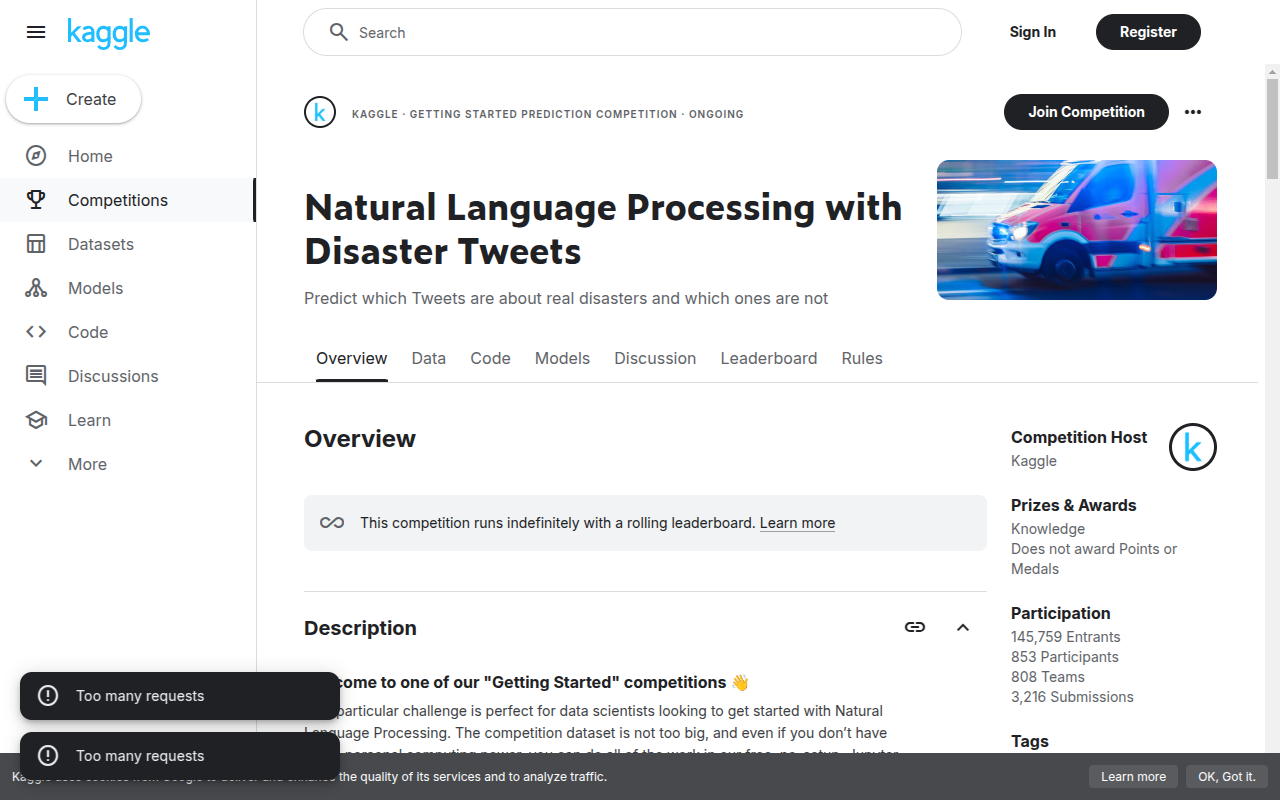 kaggle
Search
Sign In
Register
Create
Home
Competitions
Datasets
Models
Code
Discussions
Learn
More
k
KAGGLE · GETTING STARTED PREDICTION COMPETITION · ONGOING
Join Competition
Natural Language Processing with
Disaster Tweets
Predict which Tweets are about real disasters and which ones are not
Overview
Data
Code
Models
Discussion
Leaderboard
Rules
Overview
This competition runs indefinitely with a rolling leaderboard. Learn more
Description
come to one of our "Getting Started" competitions 👋
particular challenge is perfect for data scientists looking to get started with Natural
Language Processing. The competition dataset is not too big, and even if you don’t have
Competition Host
Kaggle
k
Prizes & Awards
Knowledge
Does not award Points or
Medals
Participation
145,759 Entrants
853 Participants
808 Teams
3,216 Submissions
Tags
Too many requests
Too many requests
the quality of its services and to analyze traffic.
Learn more
OK, Got it.